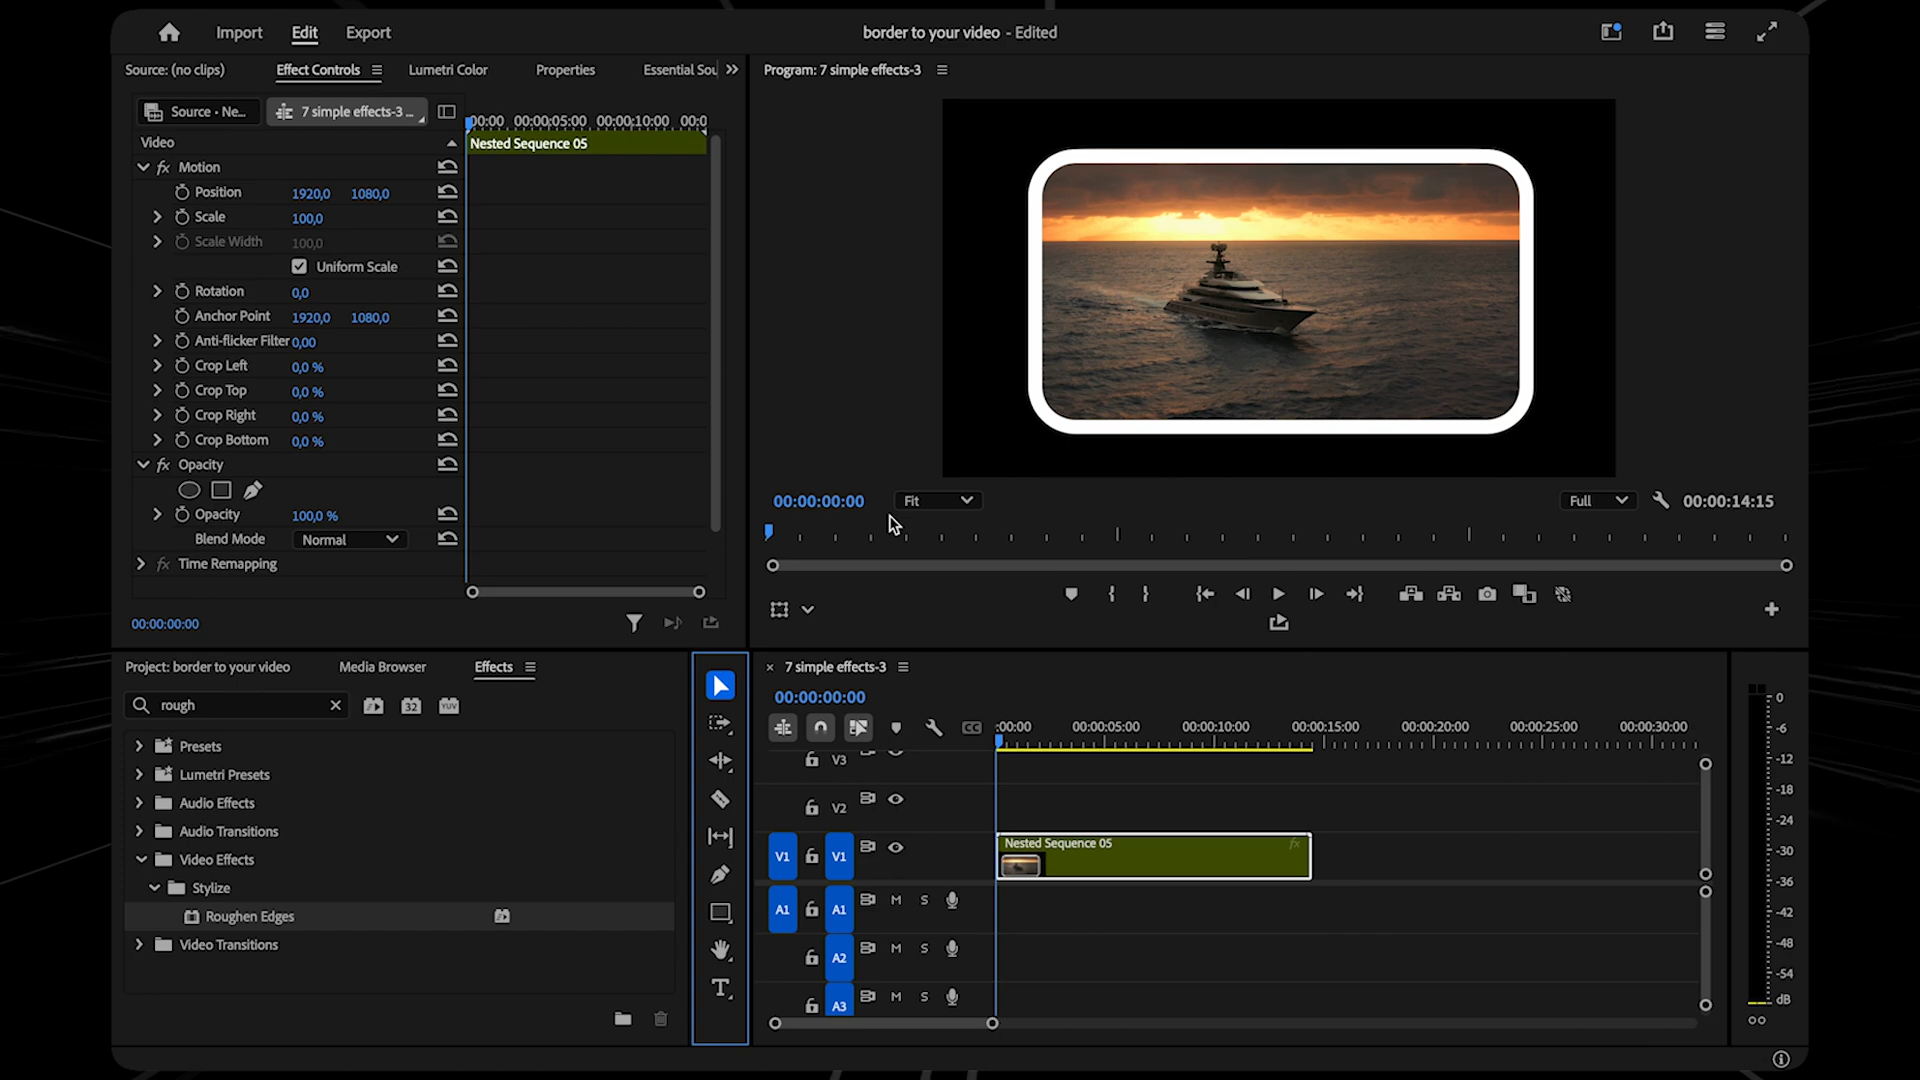 Import Edit Export
border to your video - Edited
Source: (no clips) Effect Controls Lumetri Color Properties Essential Sou
Program: 7 simple effects-3
Source • Ne... 7 simple effects-3 ...
00:00 00:00:05:00 00:00:10:00 00:0
Video
Nested Sequence 05
fx Motion
Position 1920,0 1080,0
Scale 100,0
Scale Width 100,0
Uniform Scale
Rotation 0,0
Anchor Point 1920,0 1080,0
Anti-flicker Filter 0,00
Crop Left 0,0 %
Crop Top 0,0 %
Crop Right 0,0 %
Crop Bottom 0,0 %
fx Opacity
Opacity 100,0 %
Blend Mode Normal
fx Time Remapping
00:00:00:00
00:00:00:00 Fit Full 00:00:14:15
Project: border to your video Media Browser Effects
rough
32 YUV
Presets
Lumetri Presets
Audio Effects
Audio Transitions
Video Effects
Stylize
Roughen Edges
Video Transitions
T
× 7 simple effects-3
00:00:00:00
CC
:00:00 00:00:05:00 00:00:10:00 00:00:15:00 00:00:20:00 00:00:25:00 00:00:30:00
V3
V2
V1 V1
Nested Sequence 05 fx
A1 A1 M S
A2 M S
A3 M S
0
-6
-12
-18
-24
-30
-36
-42
-48
-54
dB